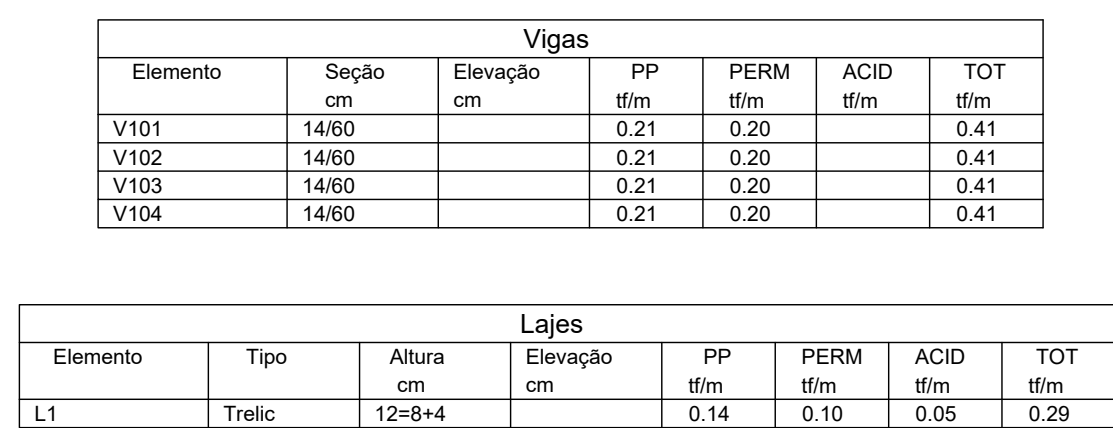 Vigas
Elemento Seção Elevação PP PERM ACID TOT
cm cm tf/m tf/m tf/m tf/m
V101 14/60 0.21 0.20 0.41
V102 14/60 0.21 0.20 0.41
V103 14/60 0.21 0.20 0.41
V104 14/60 0.21 0.20 0.41
Lajes
Elemento Tipo Altura Elevação PP PERM ACID TOT
cm cm tf/m tf/m tf/m tf/m
L1 Trelic 12=8+4 0.14 0.10 0.05 0.29